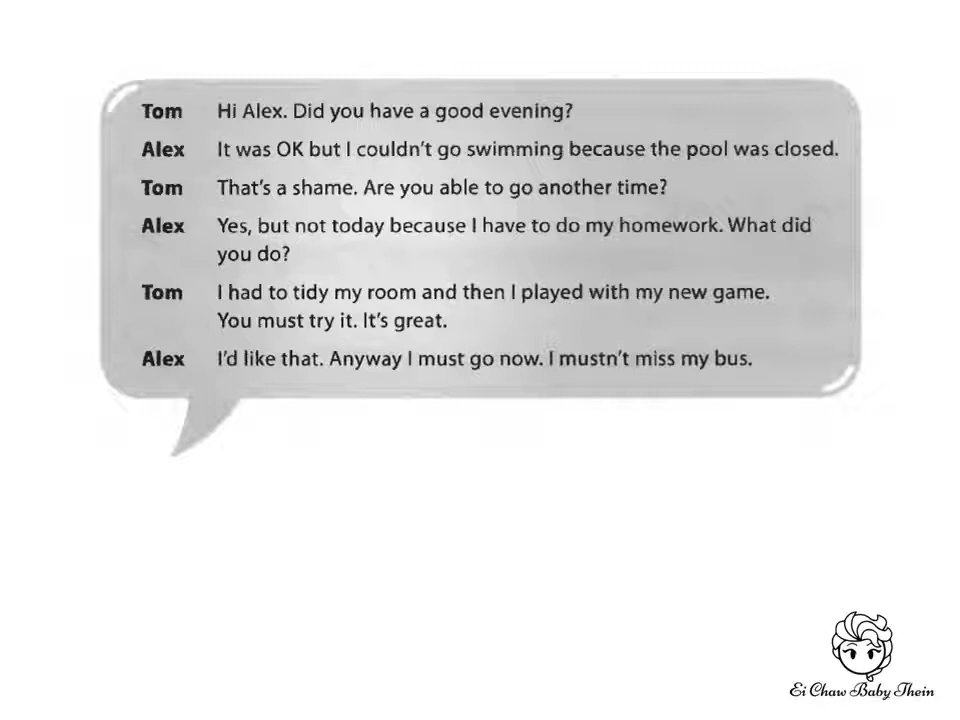 Tom Hi Alex. Did you have a good evening?
Alex It was OK but I couldn't go swimming because the pool was closed.
Tom That's a shame. Are you able to go another time?
Alex Yes, but not today because I have to do my homework. What did
you do?
Tom I had to tidy my room and then I played with my new game.
You must try it. It's great.
Alex I'd like that. Anyway I must go now. I mustn't miss my bus.
Ei Chaw Baby Thein